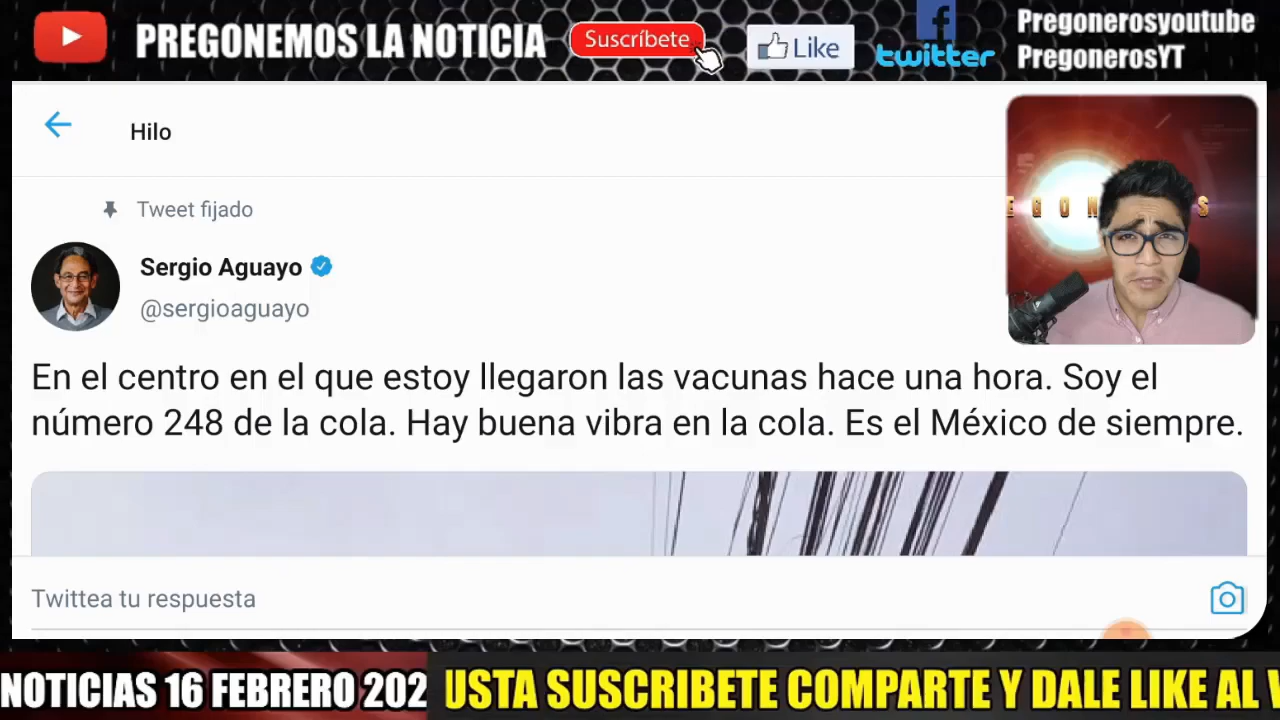 PREGONEMOS LA NOTICIA
Suscríbete
Like
twitter
Pregonerosyoutube
PregonerosYT
Hilo
Tweet fijado
Sergio Aguayo
@sergioaguayo
En el centro en el que estoy llegaron las vacunas hace una hora. Soy el
número 248 de la cola. Hay buena vibra en la cola. Es el México de siempre.
Twittea tu respuesta
NOTICIAS 16 FEBRERO 202
USTA SUSCRIBETE COMPARTE Y DALE LIKE AL V